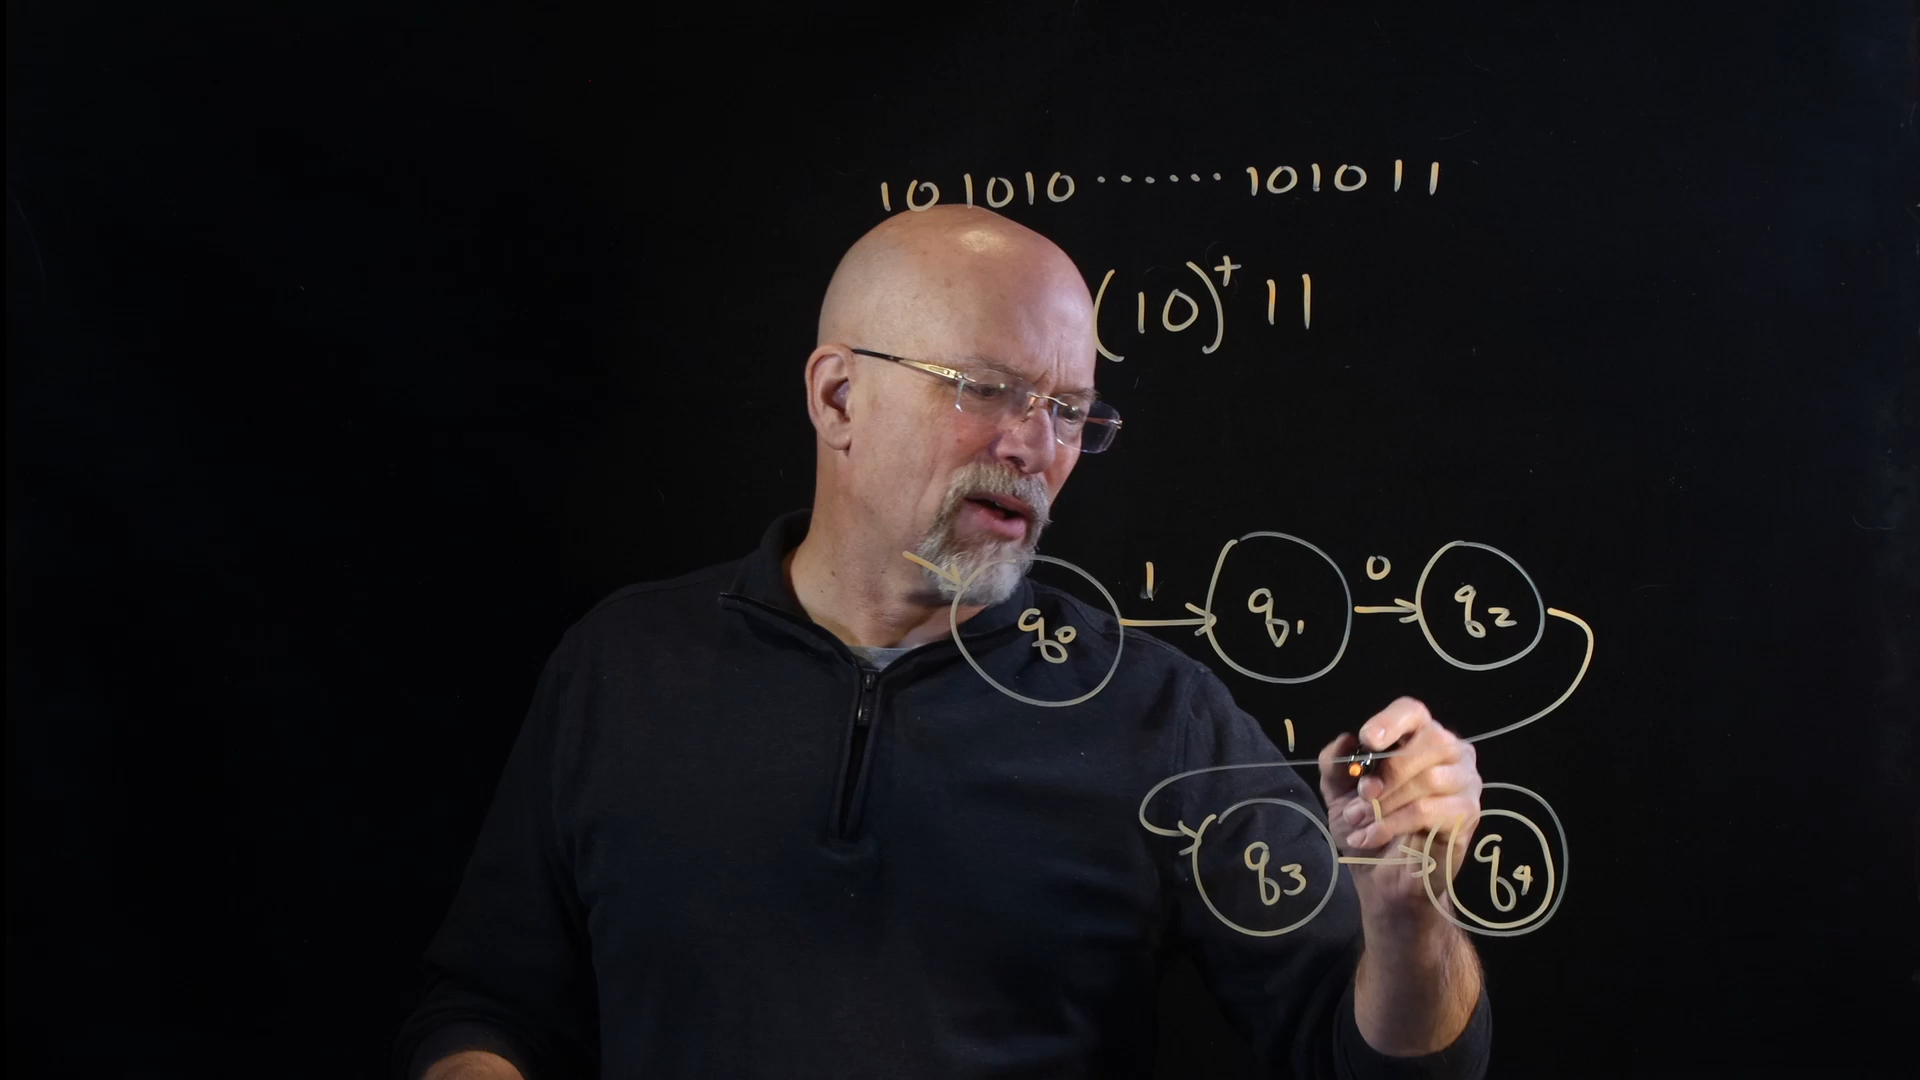 101010......101011
(10)⁺11
1 0
q₀ q₁ q₂
1
1
q₃ q₄